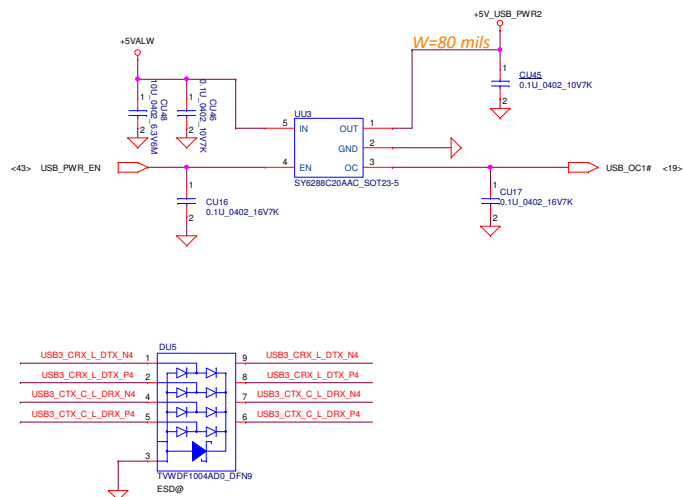 +5V_USB_PWR2
+5VALW
W=80 mils
1
CU45
0.1U_0402_10V7K
2
1
CU48
10U_0402_6.3V6M
2
1
CU46
0.1U_0402_10V7K
2
UU3
5 IN OUT 1
GND 2
4 EN OC 3
SY6288C20AAC_SOT23-5
<43> USB_PWR_EN
USB_OC1# <19>
1
CU16
0.1U_0402_16V7K
2
1
CU17
0.1U_0402_16V7K
2
DU5
USB3_CRX_L_DTX_N4 1 9 USB3_CRX_L_DTX_N4
USB3_CRX_L_DTX_P4 2 8 USB3_CRX_L_DTX_P4
USB3_CTX_C_L_DRX_N4 4 7 USB3_CTX_C_L_DRX_N4
USB3_CTX_C_L_DRX_P4 5 6 USB3_CTX_C_L_DRX_P4
3
TVWDF1004AD0_DFN9
ESD@